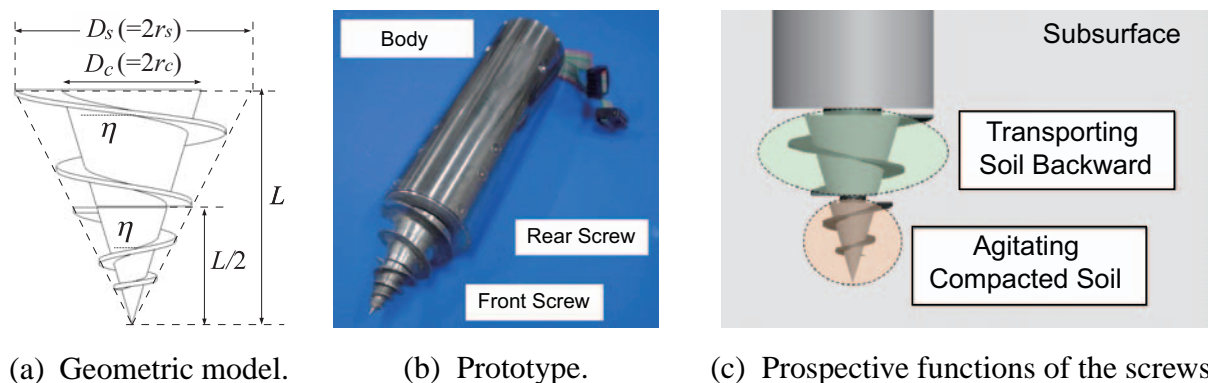 Ds (=2rs)
Dc (=2rc)
η
L
η
L/2
Body
Rear Screw
Front Screw
Subsurface
Transporting
Soil Backward
Agitating
Compacted Soil
(a) Geometric model.
(b) Prototype.
(c) Prospective functions of the screws